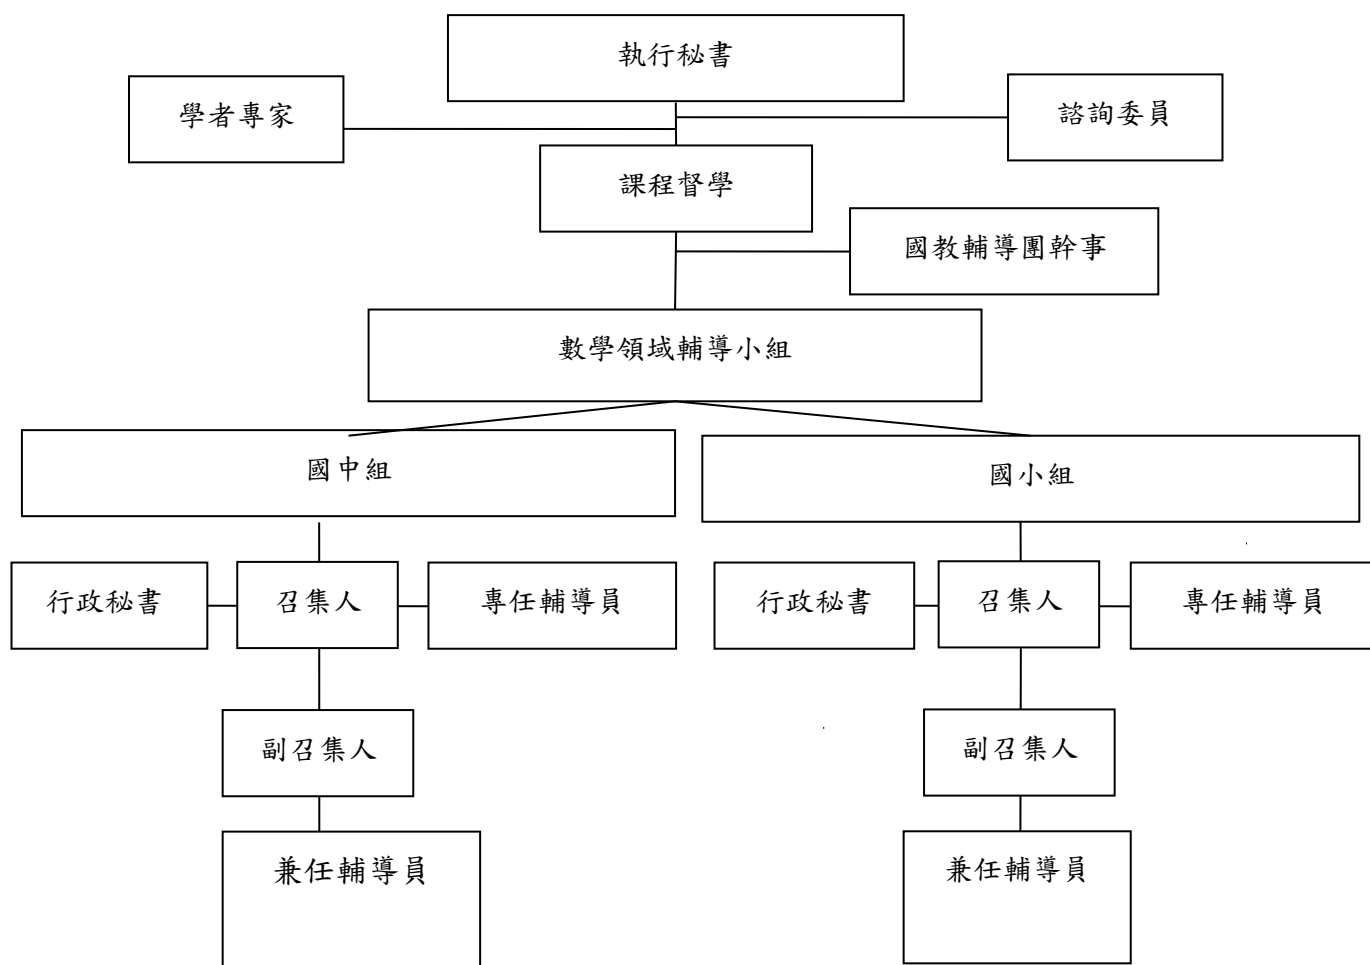 執行秘書
學者專家
諮詢委員
課程督學
國教輔導團幹事
數學領域輔導小組
國中組
國小組
行政秘書
召集人
專任輔導員
行政秘書
召集人
專任輔導員
副召集人
副召集人
兼任輔導員
兼任輔導員